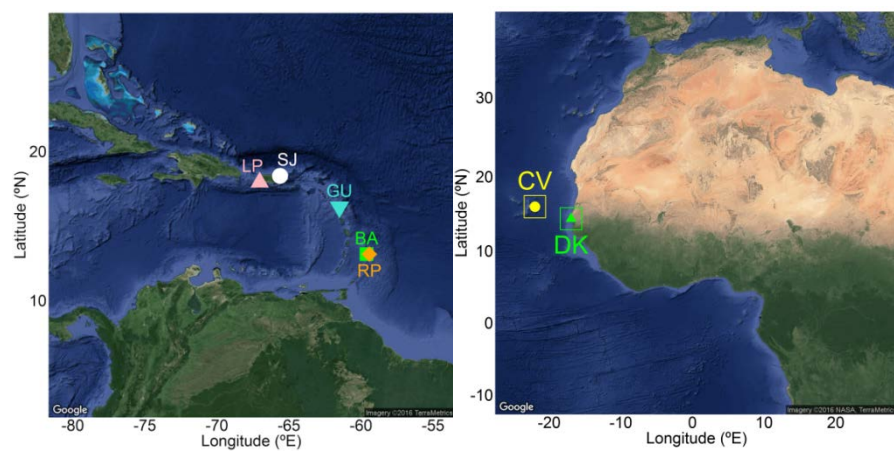 SJ
LP
GU
BA
RP
20
10
Latitude (ºN)
Google
Imagery ©2016 TerraMetrics
-80
-75
-70
-65
-60
-55
Longitude (ºE)
CV
DK
30
20
10
0
-10
Latitude (ºN)
Google
Imagery ©2016 NASA, TerraMetrics
-20
-10
0
10
20
Longitude (ºE)